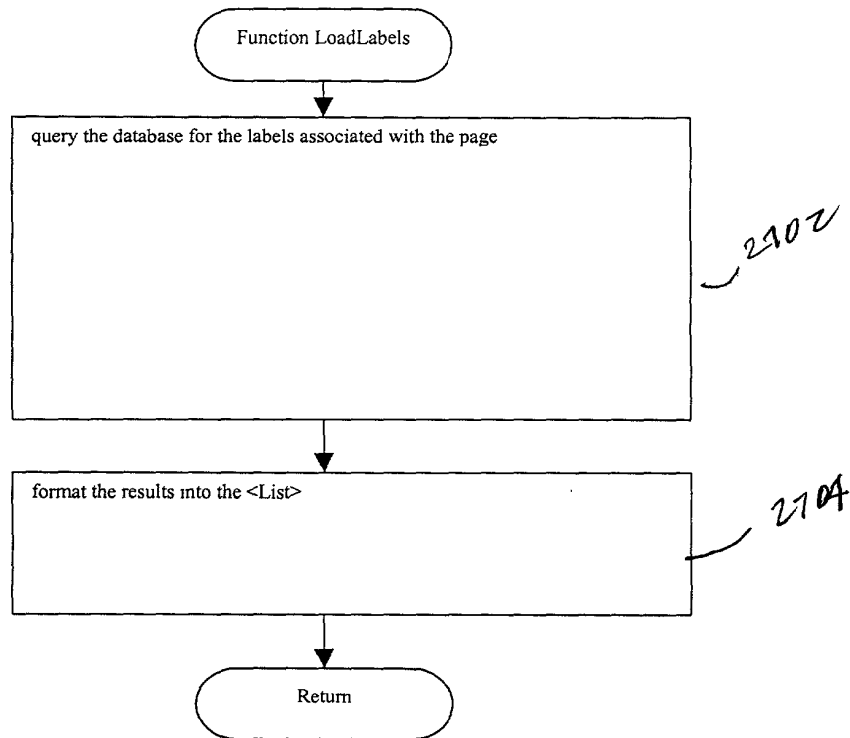 Function LoadLabels
query the database for the labels associated with the page
2702
format the results into the <List>
2704
Return